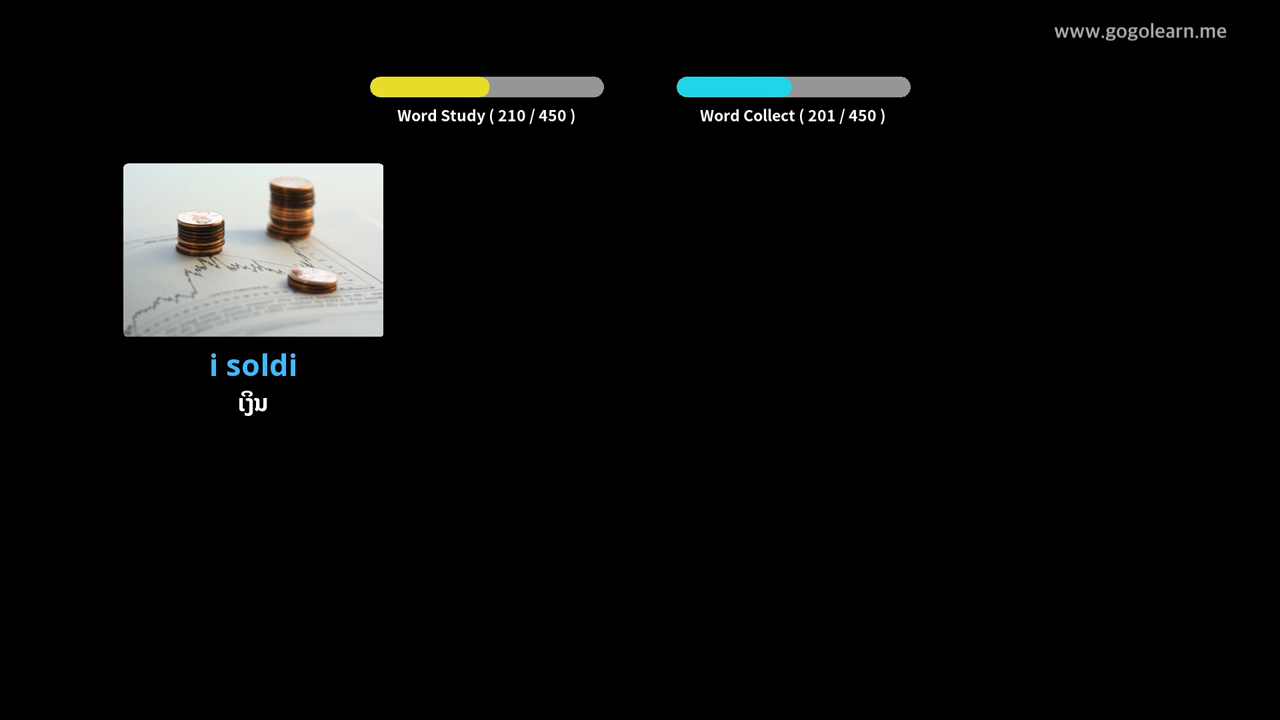 www.gogolearn.me
Word Study ( 210 / 450 )
Word Collect ( 201 / 450 )
i soldi
ເງິນ